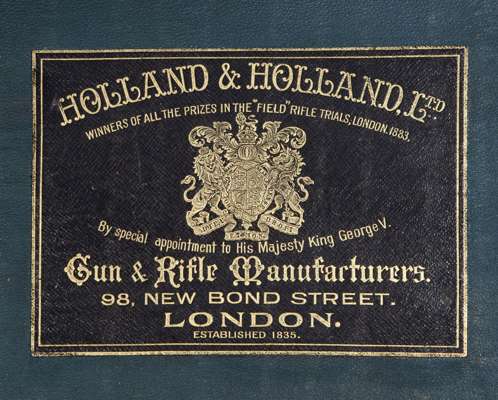 HOLLAND & HOLLAND, LTD
WINNERS OF ALL THE PRIZES IN THE "FIELD" RIFLE TRIALS, LONDON. 1883.
By special appointment to His Majesty King George V.
Gun & Rifle Manufacturers.
98, NEW BOND STREET.
LONDON.
ESTABLISHED 1835.